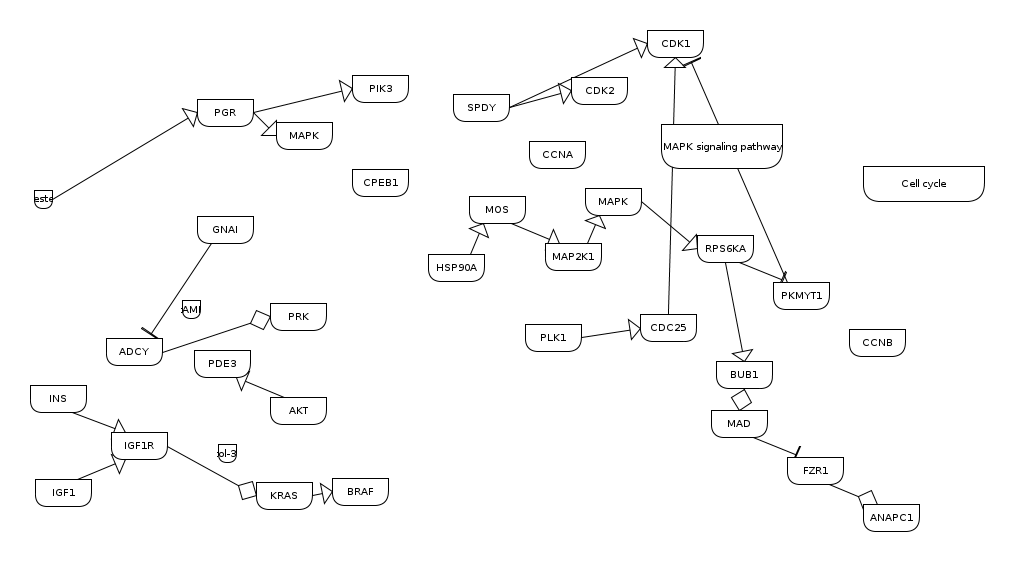 CDK1
PIK3
CDK2
SPDY
PGR
MAPK
MAPK signaling pathway
CCNA
CPEB1
Cell cycle
este
MAPK
MOS
GNAI
RPS6KA
MAP2K1
HSP90A
PKMYT1
AMI
PRK
CDC25
PLK1
CCNB
ADCY
PDE3
BUB1
INS
AKT
MAD
IGF1R
ol-3
FZR1
IGF1
KRAS
BRAF
ANAPC1